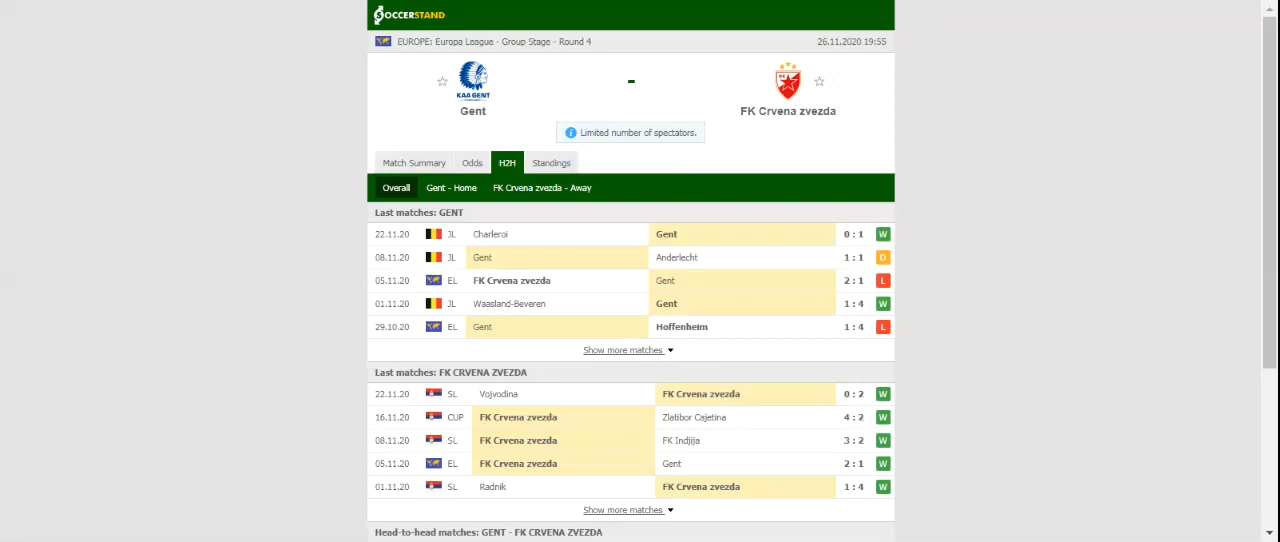 SOCCERSTAND
EUROPE: Europa League - Group Stage - Round 4 26.11.2020 19:55
KAA GENT
-
Gent FK Crvena zvezda
Limited number of spectators.
Match Summary Odds H2H Standings
Overall Gent - Home FK Crvena zvezda - Away
Last matches: GENT
22.11.20 JL Charleroi Gent 0 : 1 W
08.11.20 JL Gent Anderlecht 1 : 1 D
05.11.20 EL FK Crvena zvezda Gent 2 : 1 L
01.11.20 JL Waasland-Beveren Gent 1 : 4 W
29.10.20 EL Gent Hoffenheim 1 : 4 L
Show more matches
Last matches: FK CRVENA ZVEZDA
22.11.20 SL Vojvodina FK Crvena zvezda 0 : 2 W
16.11.20 CUP FK Crvena zvezda Zlatibor Cajetina 4 : 2 W
08.11.20 SL FK Crvena zvezda FK Indjija 3 : 2 W
05.11.20 EL FK Crvena zvezda Gent 2 : 1 W
01.11.20 SL Radnik FK Crvena zvezda 1 : 4 W
Show more matches
Head-to-head matches: GENT - FK CRVENA ZVEZDA